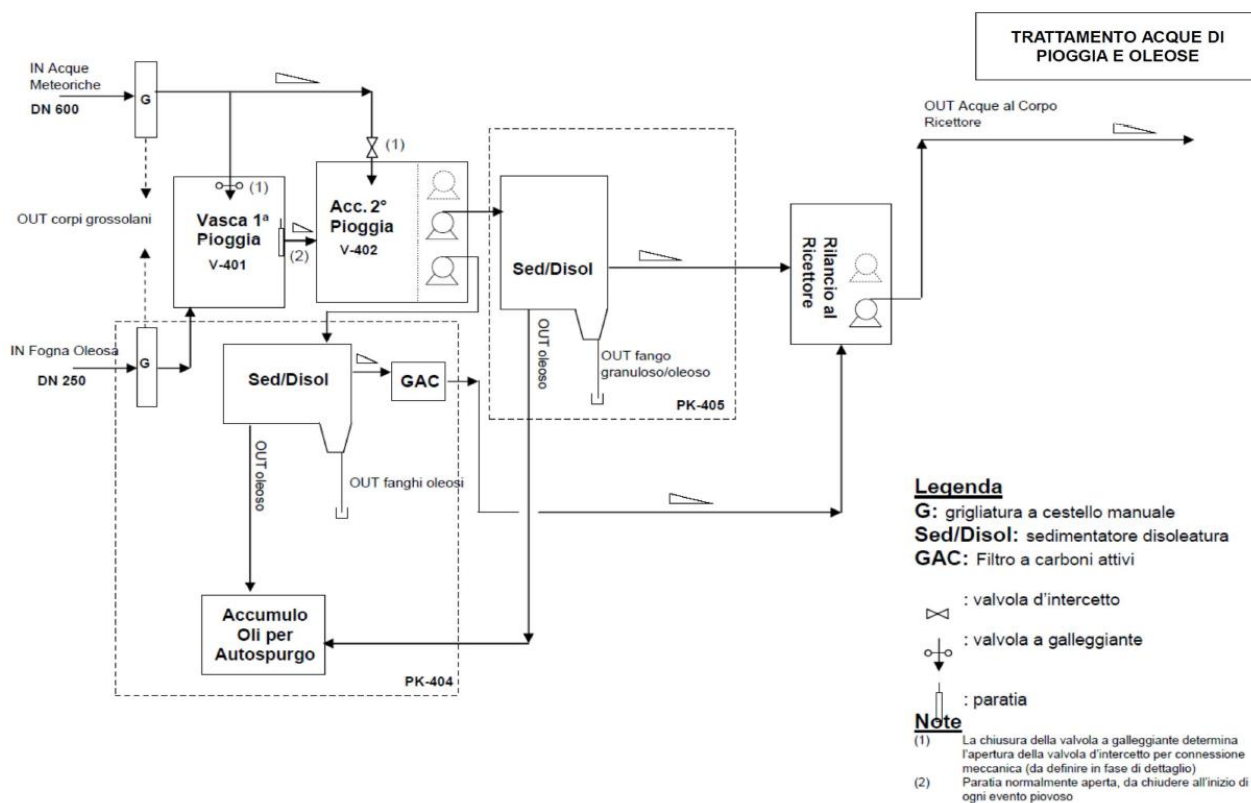 TRATTAMENTO ACQUE DI
PIOGGIA E OLEOSE
IN Acque
Meteoriche
DN 600
G
(1)
OUT Acque al Corpo
Ricettore
OUT corpi grossolani
(1)
Vasca 1ª
Pioggia
V-401
(2)
Acc. 2°
Pioggia
V-402
Sed/Disol
Rilancio al
Ricettore
IN Fogna Oleosa
DN 250
G
Sed/Disol
GAC
OUT oleoso
OUT fango
granuloso/oleoso
PK-405
OUT oleoso
OUT fanghi oleosi
Accumulo
Oli per
Autospurgo
PK-404
Legenda
G: grigliatura a cestello manuale
Sed/Disol: sedimentatore disoleatura
GAC: Filtro a carboni attivi
: valvola d'intercetto
: valvola a galleggiante
: paratia
Note
(1) La chiusura della valvola a galleggiante determina
l'apertura della valvola d'intercetto per connessione
meccanica (da definire in fase di dettaglio)
(2) Paratia normalmente aperta, da chiudere all'inizio di
ogni evento piovoso